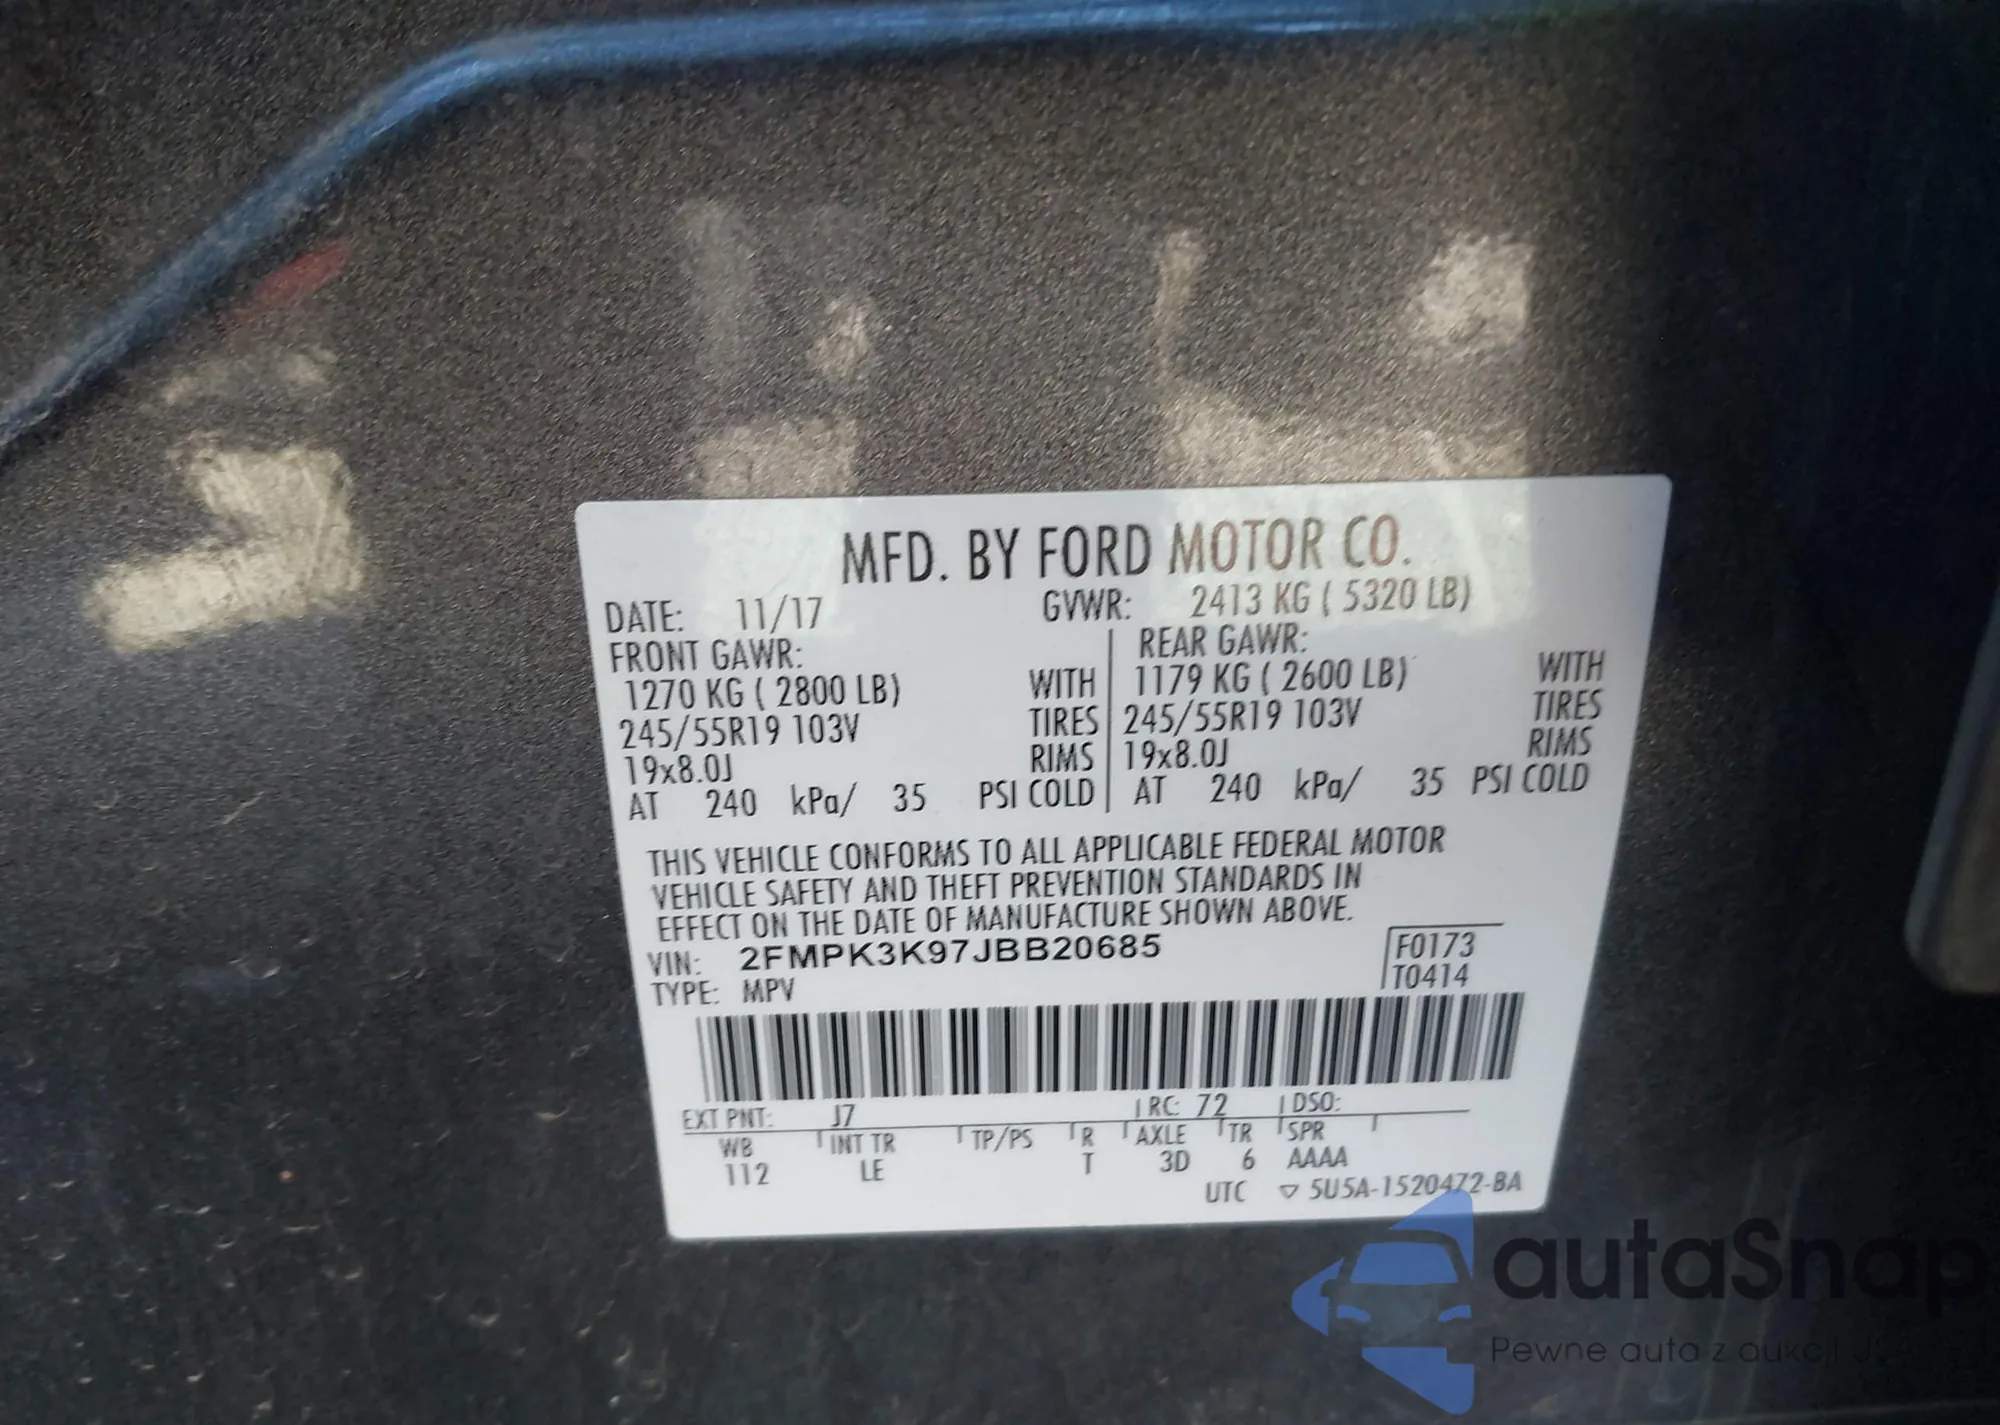 MFD. BY FORD MOTOR CO.
DATE: 11/17 GVWR: 2413 KG ( 5320 LB)
FRONT GAWR: REAR GAWR:
1270 KG ( 2800 LB) WITH 1179 KG ( 2600 LB) WITH
245/55R19 103V TIRES 245/55R19 103V TIRES
19x8.0J RIMS 19x8.0J RIMS
AT 240 kPa/ 35 PSI COLD AT 240 kPa/ 35 PSI COLD
THIS VEHICLE CONFORMS TO ALL APPLICABLE FEDERAL MOTOR
VEHICLE SAFETY AND THEFT PREVENTION STANDARDS IN
EFFECT ON THE DATE OF MANUFACTURE SHOWN ABOVE.
VIN: 2FMPK3K97JBB20685 F0173
TYPE: MPV T0414
EXT PNT: J7 RC: 72 DSO:
WB INT TR TP/PS R AXLE TR SPR
112 LE T 3D 6 AAAA
UTC ▽ 5U5A-1520472-BA
autaSnap
Pewne auta z aukcji